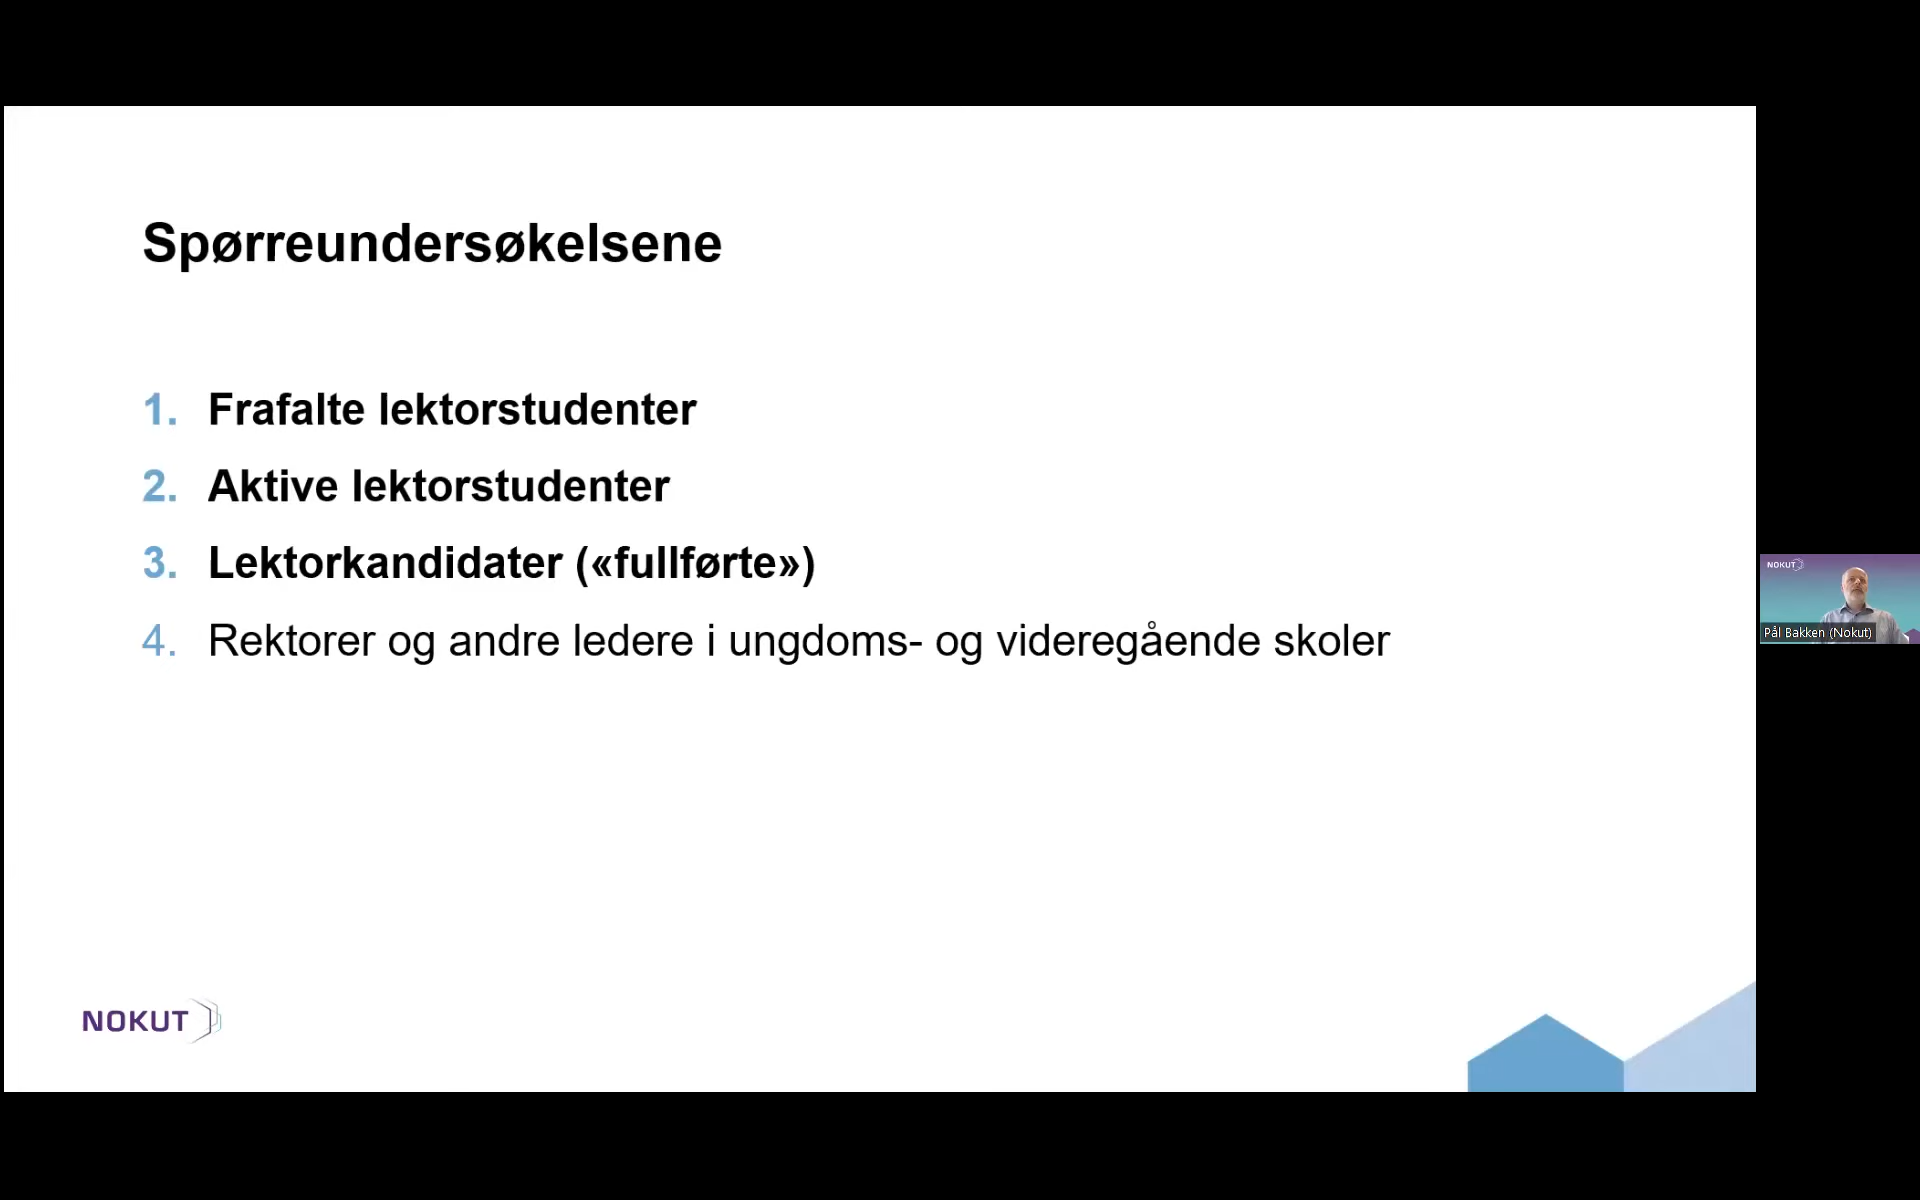 Spørreundersøkelsene
1. Frafalte lektorstudenter
2. Aktive lektorstudenter
3. Lektorkandidater («fullførte»)
4. Rektorer og andre ledere i ungdoms- og videregående skoler
NOKUT
NOKUT
Pål Bakken (Nokut)